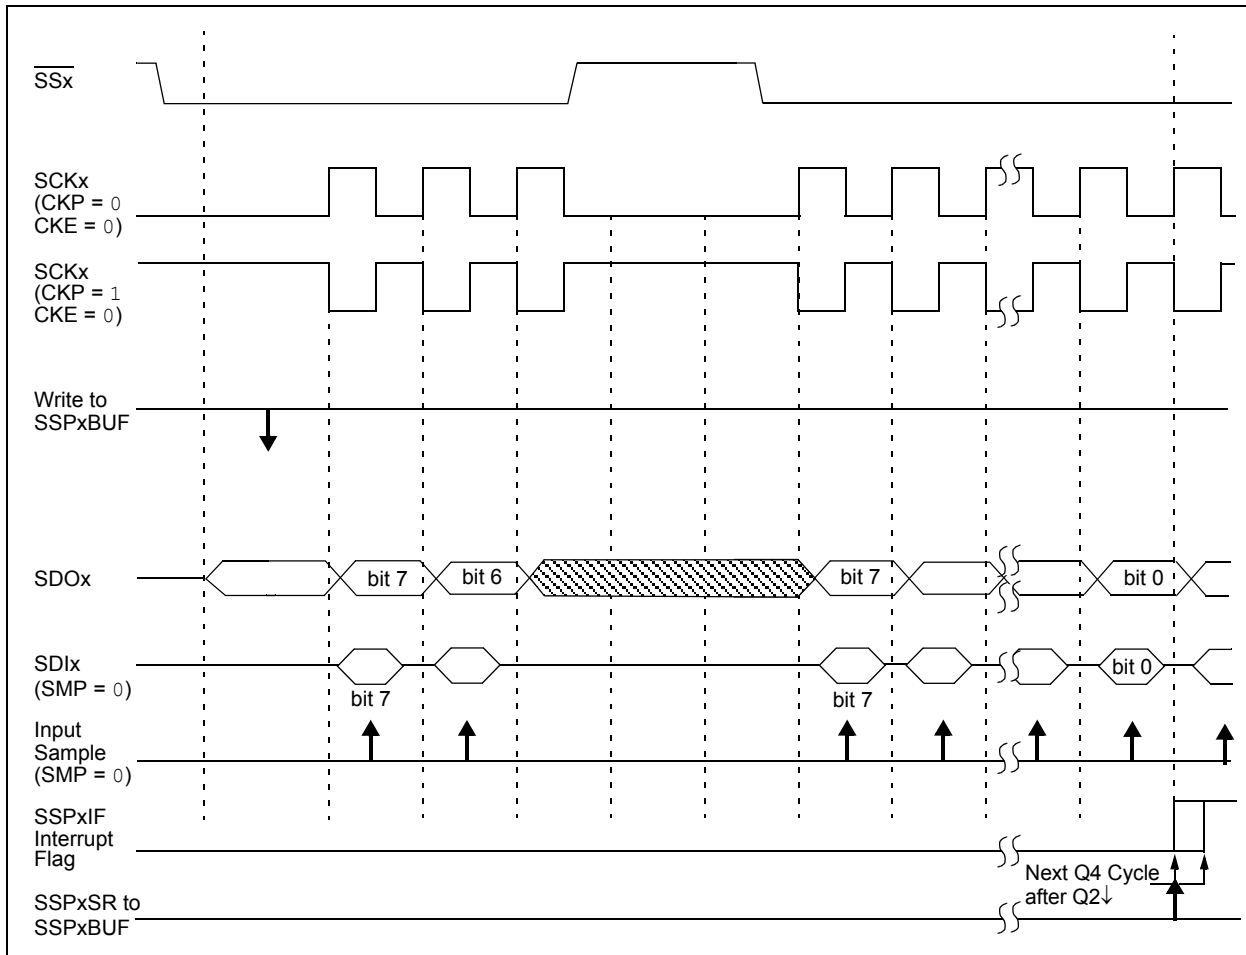 SSx
SCKx
(CKP = 0
CKE = 0)
SCKx
(CKP = 1
CKE = 0)
Write to
SSPxBUF
SDOx
bit 7
bit 6
bit 7
bit 0
SDIx
(SMP = 0)
bit 7
bit 7
bit 0
Input
Sample
(SMP = 0)
SSPxIF
Interrupt
Flag
Next Q4 Cycle
after Q2↓
SSPxSR to
SSPxBUF